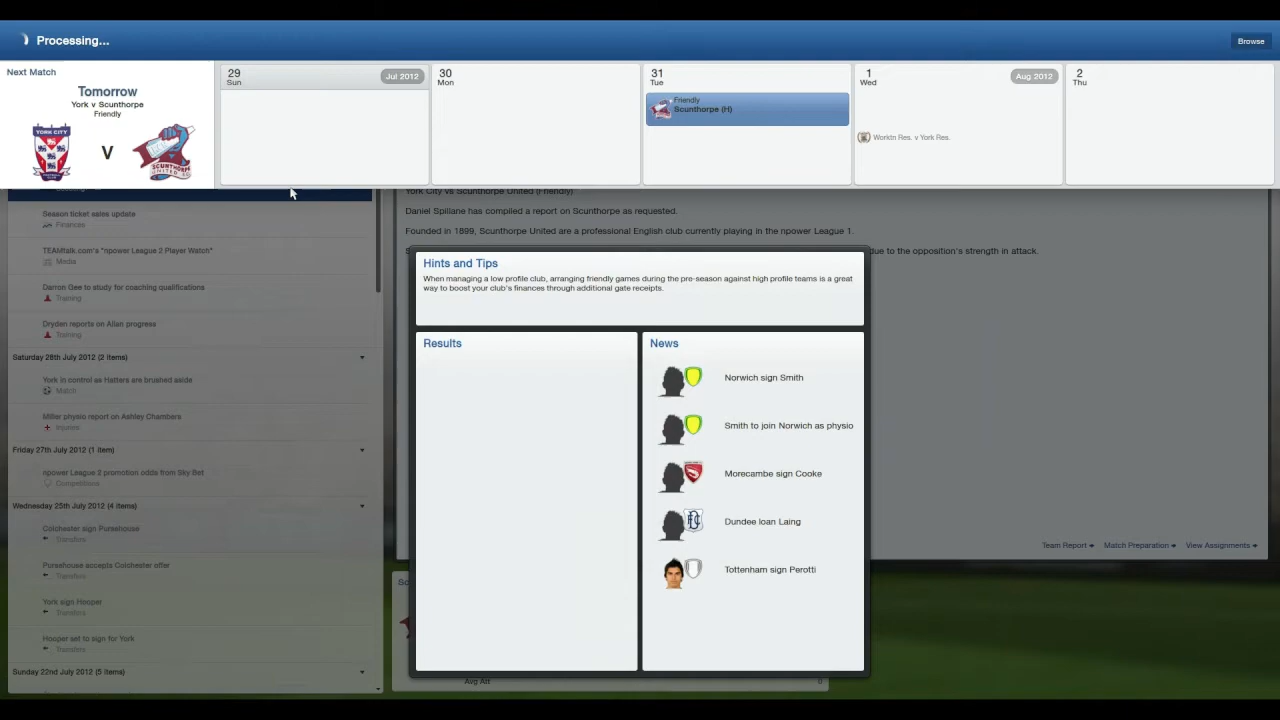 Processing...
Browse
Next Match
Tomorrow
York v Scunthorpe
Friendly
YORK CITY
V
SCUNTHORPE
UNITED FC
29
Sun
Jul 2012
30
Mon
31
Tue
Friendly
Scunthorpe (H)
1
Wed
Aug 2012
Worktn Res. v York Res.
2
Thu
Season ticket sales update
Finances
TEAMtalk.com's "npower League 2 Player Watch"
Media
Darron Gee to study for coaching qualifications
Training
Dryden reports on Allen progress
Training
Saturday 28th July 2012 (2 items)
York in control as Hatters are brushed aside
Match
Miller physio report on Ashley Chambers
Injuries
Friday 27th July 2012 (1 item)
npower League 2 promotion odds from Sky Bet
Competitions
Wednesday 25th July 2012 (4 items)
Colchester sign Pursehouse
Transfers
Pursehouse accepts Colchester offer
Transfers
York sign Hooper
Transfers
Hooper set to sign for York
Transfers
Sunday 22nd July 2012 (5 items)
York City vs Scunthorpe United (Friendly)
Daniel Spillane has compiled a report on Scunthorpe as requested.
Founded in 1899, Scunthorpe United are a professional English club currently playing in the npower League 1.
due to the opposition's strength in attack.
Hints and Tips
When managing a low profile club, arranging friendly games during the pre-season against high profile teams is a great
way to boost your club's finances through additional gate receipts.
Results
News
Norwich sign Smith
Smith to join Norwich as physio
Morecambe sign Cooke
Dundee loan Laing
Tottenham sign Perotti
Team Report
Match Preparation
View Assignments
Avg Att
0